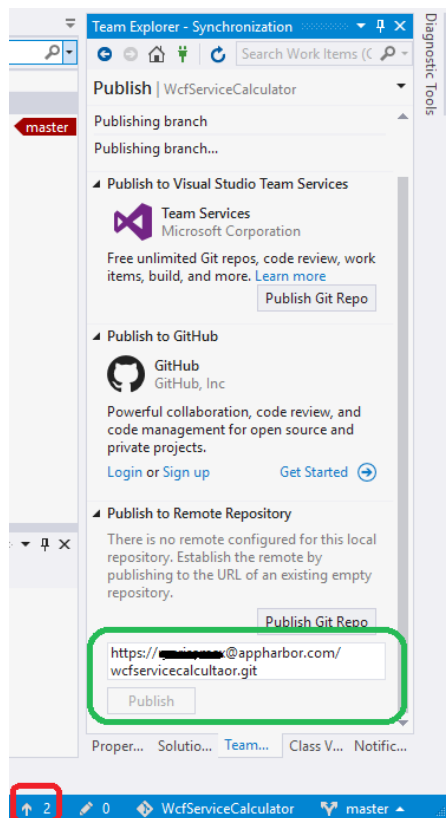 Team Explorer - Synchronization
Search Work Items (C
Diagnostic Tools
Publish | WcfServiceCalculator
master
Publishing branch
Publishing branch...
Publish to Visual Studio Team Services
Team Services
Microsoft Corporation
Free unlimited Git repos, code review, work
items, build, and more. Learn more
Publish Git Repo
Publish to GitHub
GitHub
GitHub, Inc
Powerful collaboration, code review, and
code management for open source and
private projects.
Login or Sign up
Get Started
Publish to Remote Repository
There is no remote configured for this local
repository. Establish the remote by
publishing to the URL of an existing empty
repository.
Publish Git Repo
https://@appharbor.com/
wcfservicecalcultaor.git
Publish
Proper... Solutio... Team... Class V... Notific...
2 0 WcfServiceCalculator master